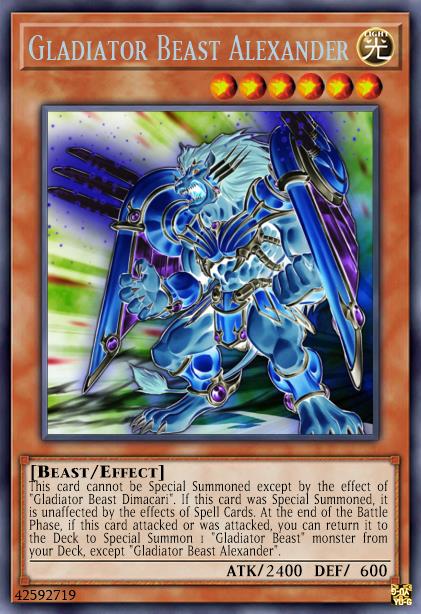 GLADIATOR BEAST ALEXANDER
LIGHT
光
[BEAST/EFFECT]
This card cannot be Special Summoned except by the effect of
"Gladiator Beast Dimacari". If this card was Special Summoned, it
is unaffected by the effects of Spell Cards. At the end of the Battle
Phase, if this card attacked or was attacked, you can return it to
the Deck to Special Summon 1 "Gladiator Beast" monster from
your Deck, except "Gladiator Beast Alexander".
ATK/2400 DEF/ 600
42592719